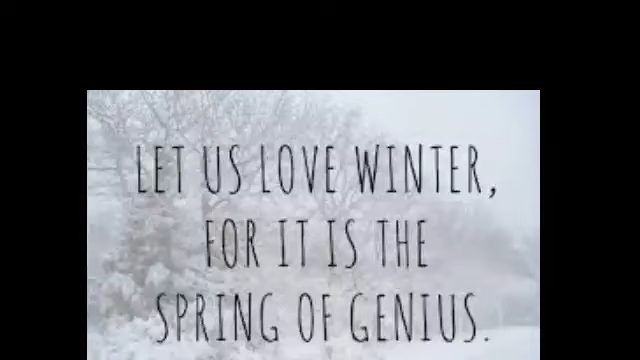 LET US LOVE WINTER,
FOR IT IS THE
SPRING OF GENIUS.